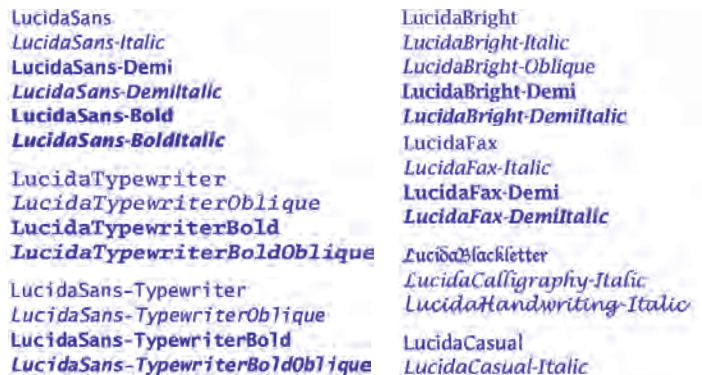 LucidaSans
LucidaSans-Italic
LucidaSans-Demi
LucidaSans-DemiItalic
LucidaSans-Bold
LucidaSans-BoldItalic
LucidaTypewriter
LucidaTypewriterOblique
LucidaTypewriterBold
LucidaTypewriterBoldOblique
LucidaSans-Typewriter
LucidaSans-TypewriterOblique
LucidaSans-TypewriterBold
LucidaSans-TypewriterBoldOblique
LucidaBright
LucidaBright-Italic
LucidaBright-Oblique
LucidaBright-Demi
LucidaBright-DemiItalic
LucidaFax
LucidaFax-Italic
LucidaFax-Demi
LucidaFax-DemiItalic
LucidaBlackletter
LucidaCalligraphy-Italic
LucidaHandwriting-Italic
LucidaCasual
LucidaCasual-Italic